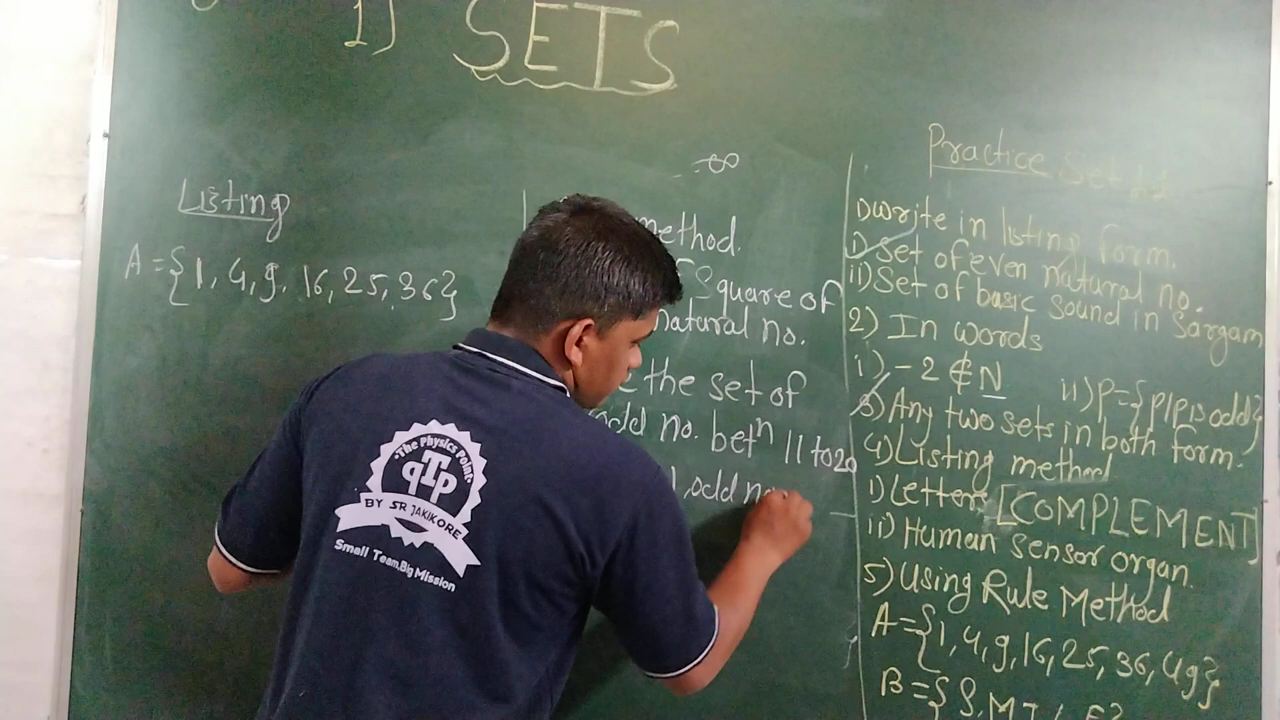 1) SETS
Listing
A = {1, 4, 9, 16, 25, 36}
-∞
method.
Square of
natural no.
the set of
odd no. betⁿ 11 to 20
, odd no
Practice Set 1.1
1) Write in listing form.
i) Set of even natural no.
ii) Set of basic sound in Sargam
2) In words
i) -2 ∉ N ii) P = {p/p is odd}
3) Any two sets in both form.
4) Listing method
i) Letters [COMPLEMENT]
ii) Human Sensor organ.
5) Using Rule Method
A = {1, 4, 9, 16, 25, 36, 49}
B = {
The Physics Point
qTp
BY SR JAKIKORE
Small Team,Big Mission